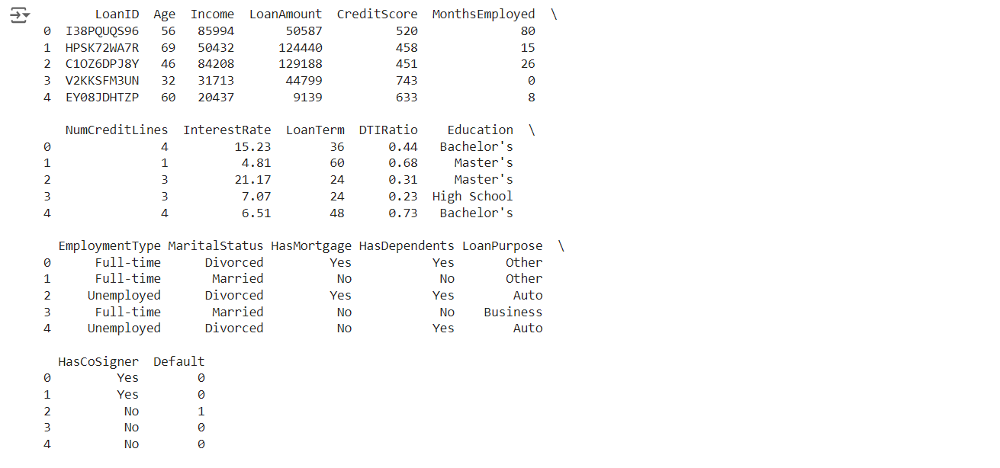 LoanID Age Income LoanAmount CreditScore MonthsEmployed \
0 I38PQUQS96 56 85994 50587 520 80
1 HPSK72WA7R 69 50432 124440 458 15
2 C1OZ6DPJ8Y 46 84208 129188 451 26
3 V2KKSFM3UN 32 31713 44799 743 0
4 EY08JDHTZP 60 20437 9139 633 8
NumCreditLines InterestRate LoanTerm DTIRatio Education \
0 4 15.23 36 0.44 Bachelor's
1 1 4.81 60 0.68 Master's
2 3 21.17 24 0.31 Master's
3 3 7.07 24 0.23 High School
4 4 6.51 48 0.73 Bachelor's
EmploymentType MaritalStatus HasMortgage HasDependents LoanPurpose \
0 Full-time Divorced Yes Yes Other
1 Full-time Married No No Other
2 Unemployed Divorced Yes Yes Auto
3 Full-time Married No No Business
4 Unemployed Divorced No Yes Auto
HasCoSigner Default
0 Yes 0
1 Yes 0
2 No 1
3 No 0
4 No 0